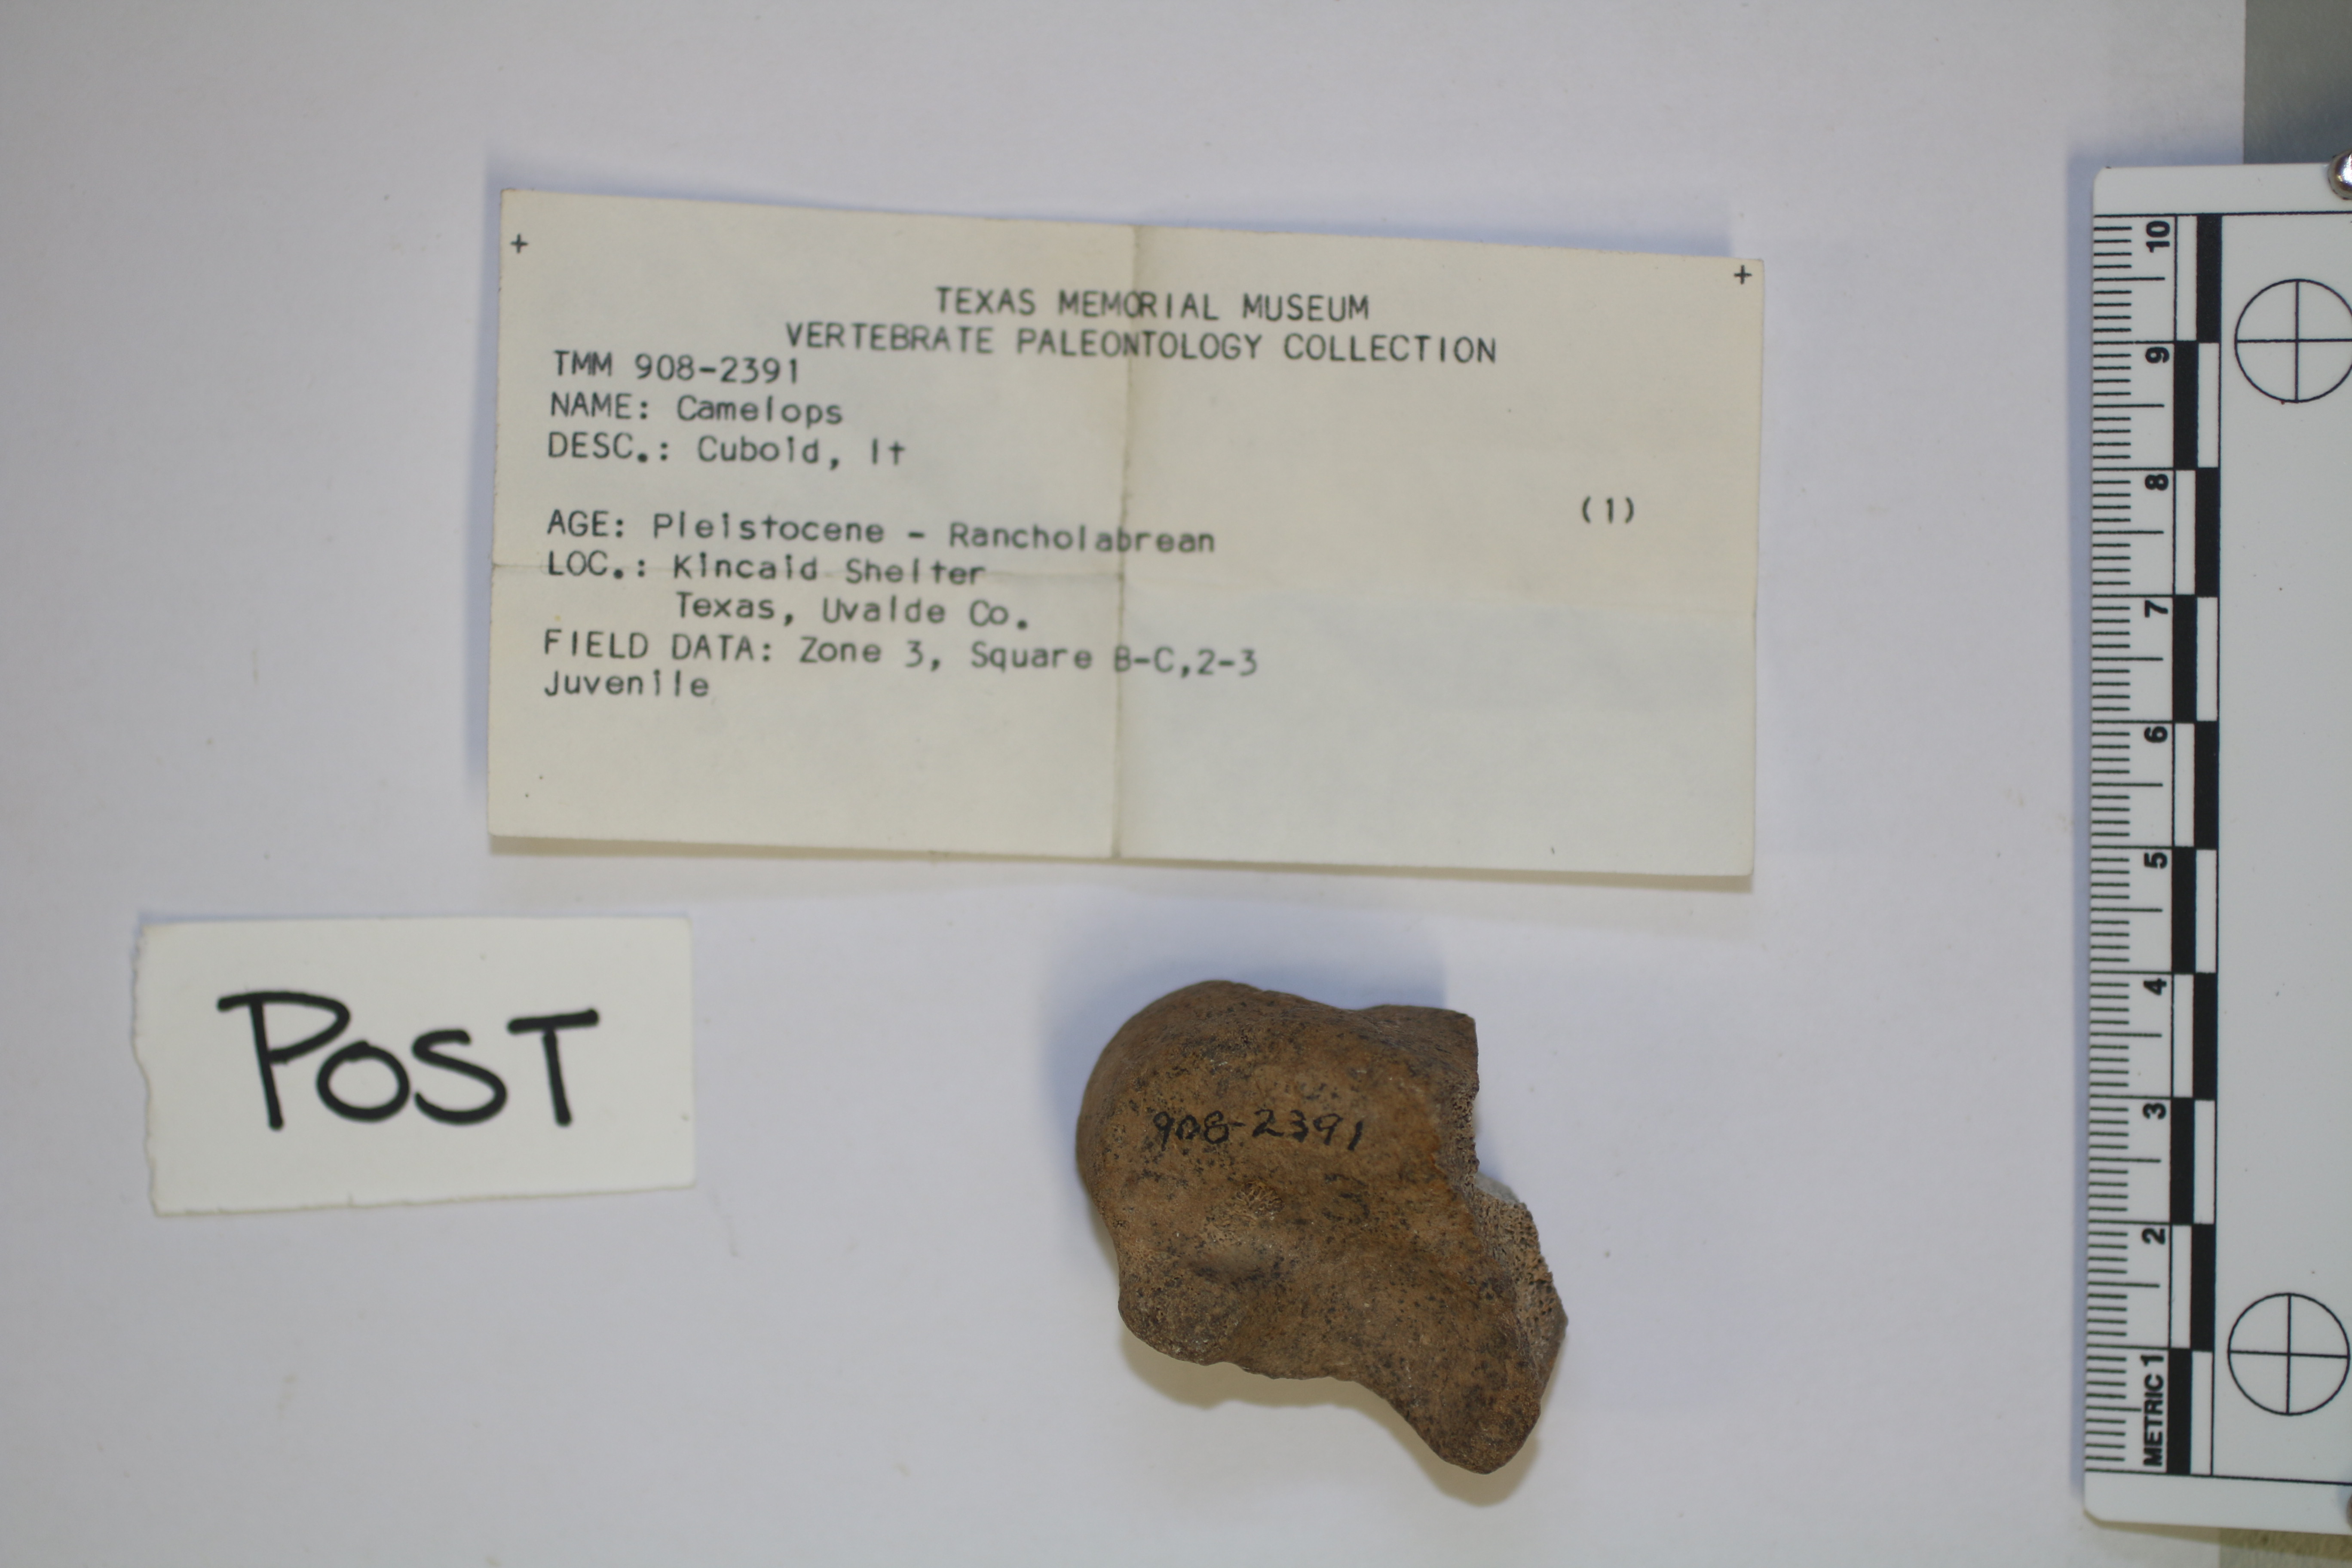 +
+
TEXAS MEMORIAL MUSEUM
VERTEBRATE PALEONTOLOGY COLLECTION
TMM 908-2391
NAME: Camelops
DESC.: Cuboid, lt
(1)
AGE: Pleistocene - Rancholabrean
LOC.: Kincaid Shelter
Texas, Uvalde Co.
FIELD DATA: Zone 3, Square B-C,2-3
Juvenile
POST
908-2391
10
9
8
7
6
5
4
3
2
METRIC 1